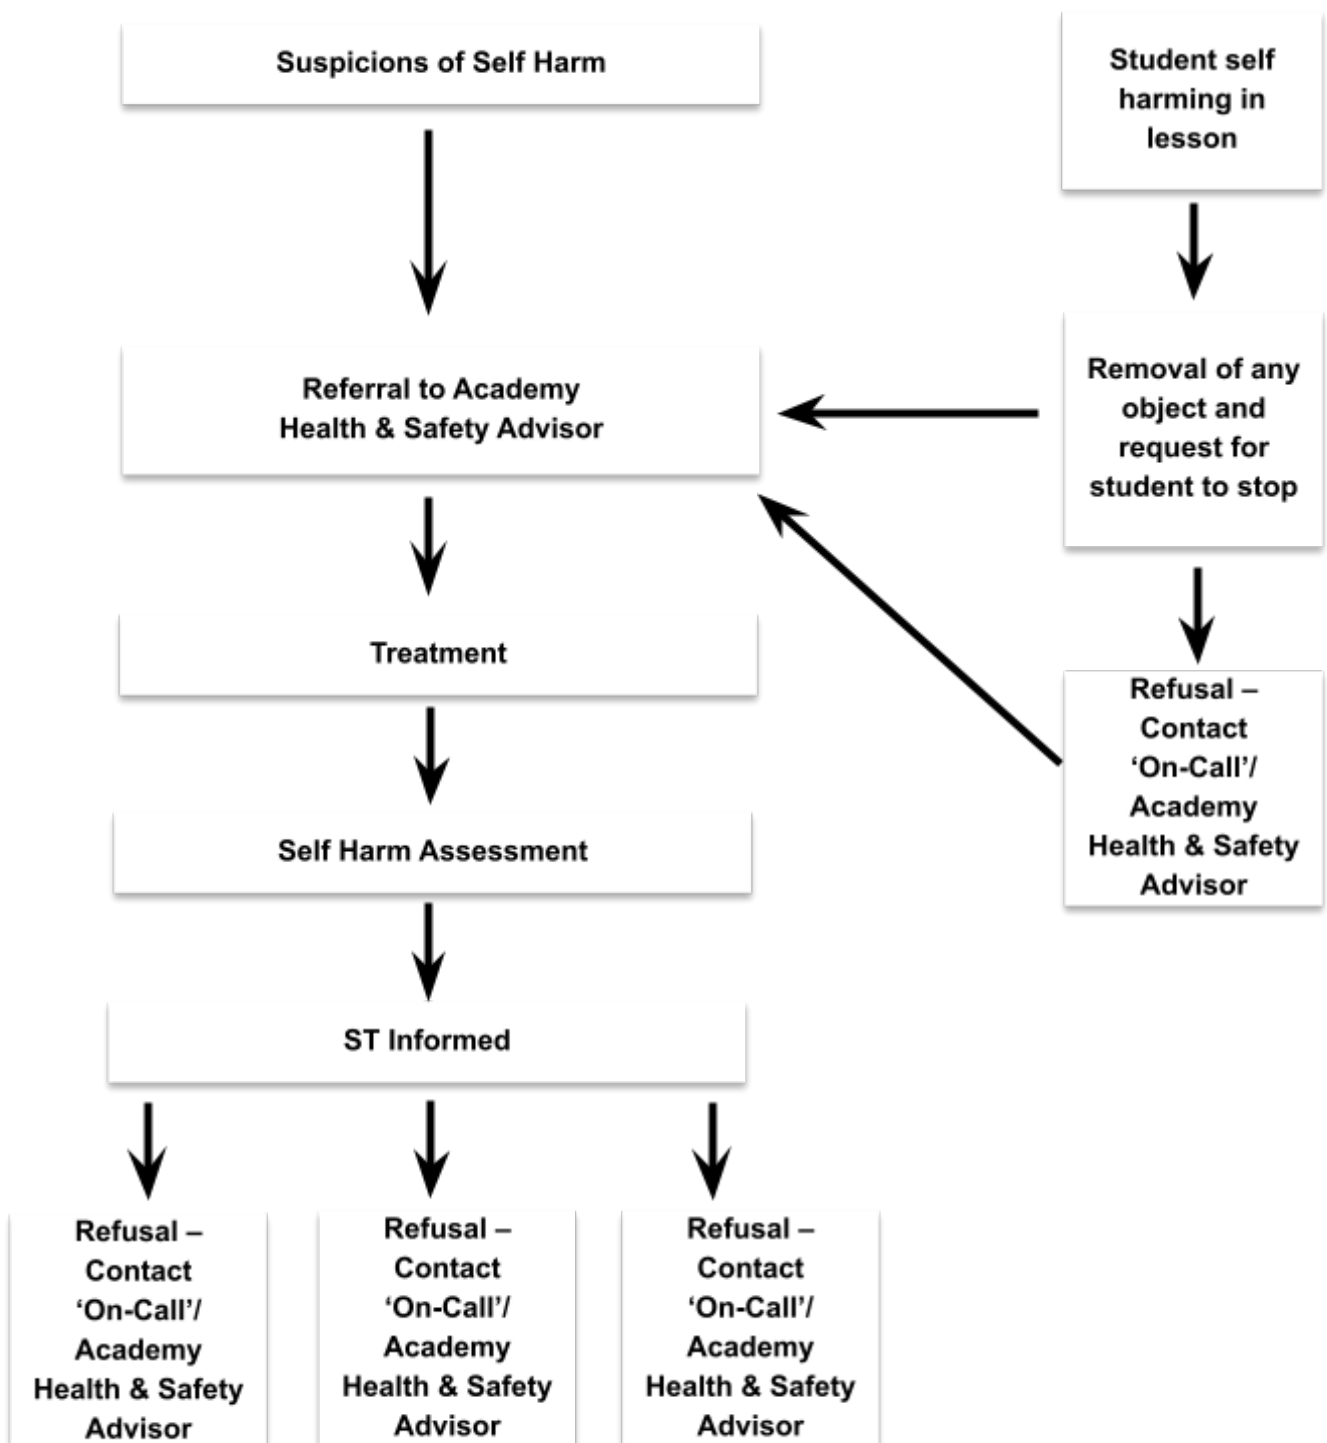 Suspicions of Self Harm
Student self
harming in
lesson
Referral to Academy
Health & Safety Advisor
Removal of any
object and
request for
student to stop
Treatment
Refusal –
Contact
‘On-Call’/
Academy
Health & Safety
Advisor
Self Harm Assessment
ST Informed
Refusal –
Contact
‘On-Call’/
Academy
Health & Safety
Advisor
Refusal –
Contact
‘On-Call’/
Academy
Health & Safety
Advisor
Refusal –
Contact
‘On-Call’/
Academy
Health & Safety
Advisor